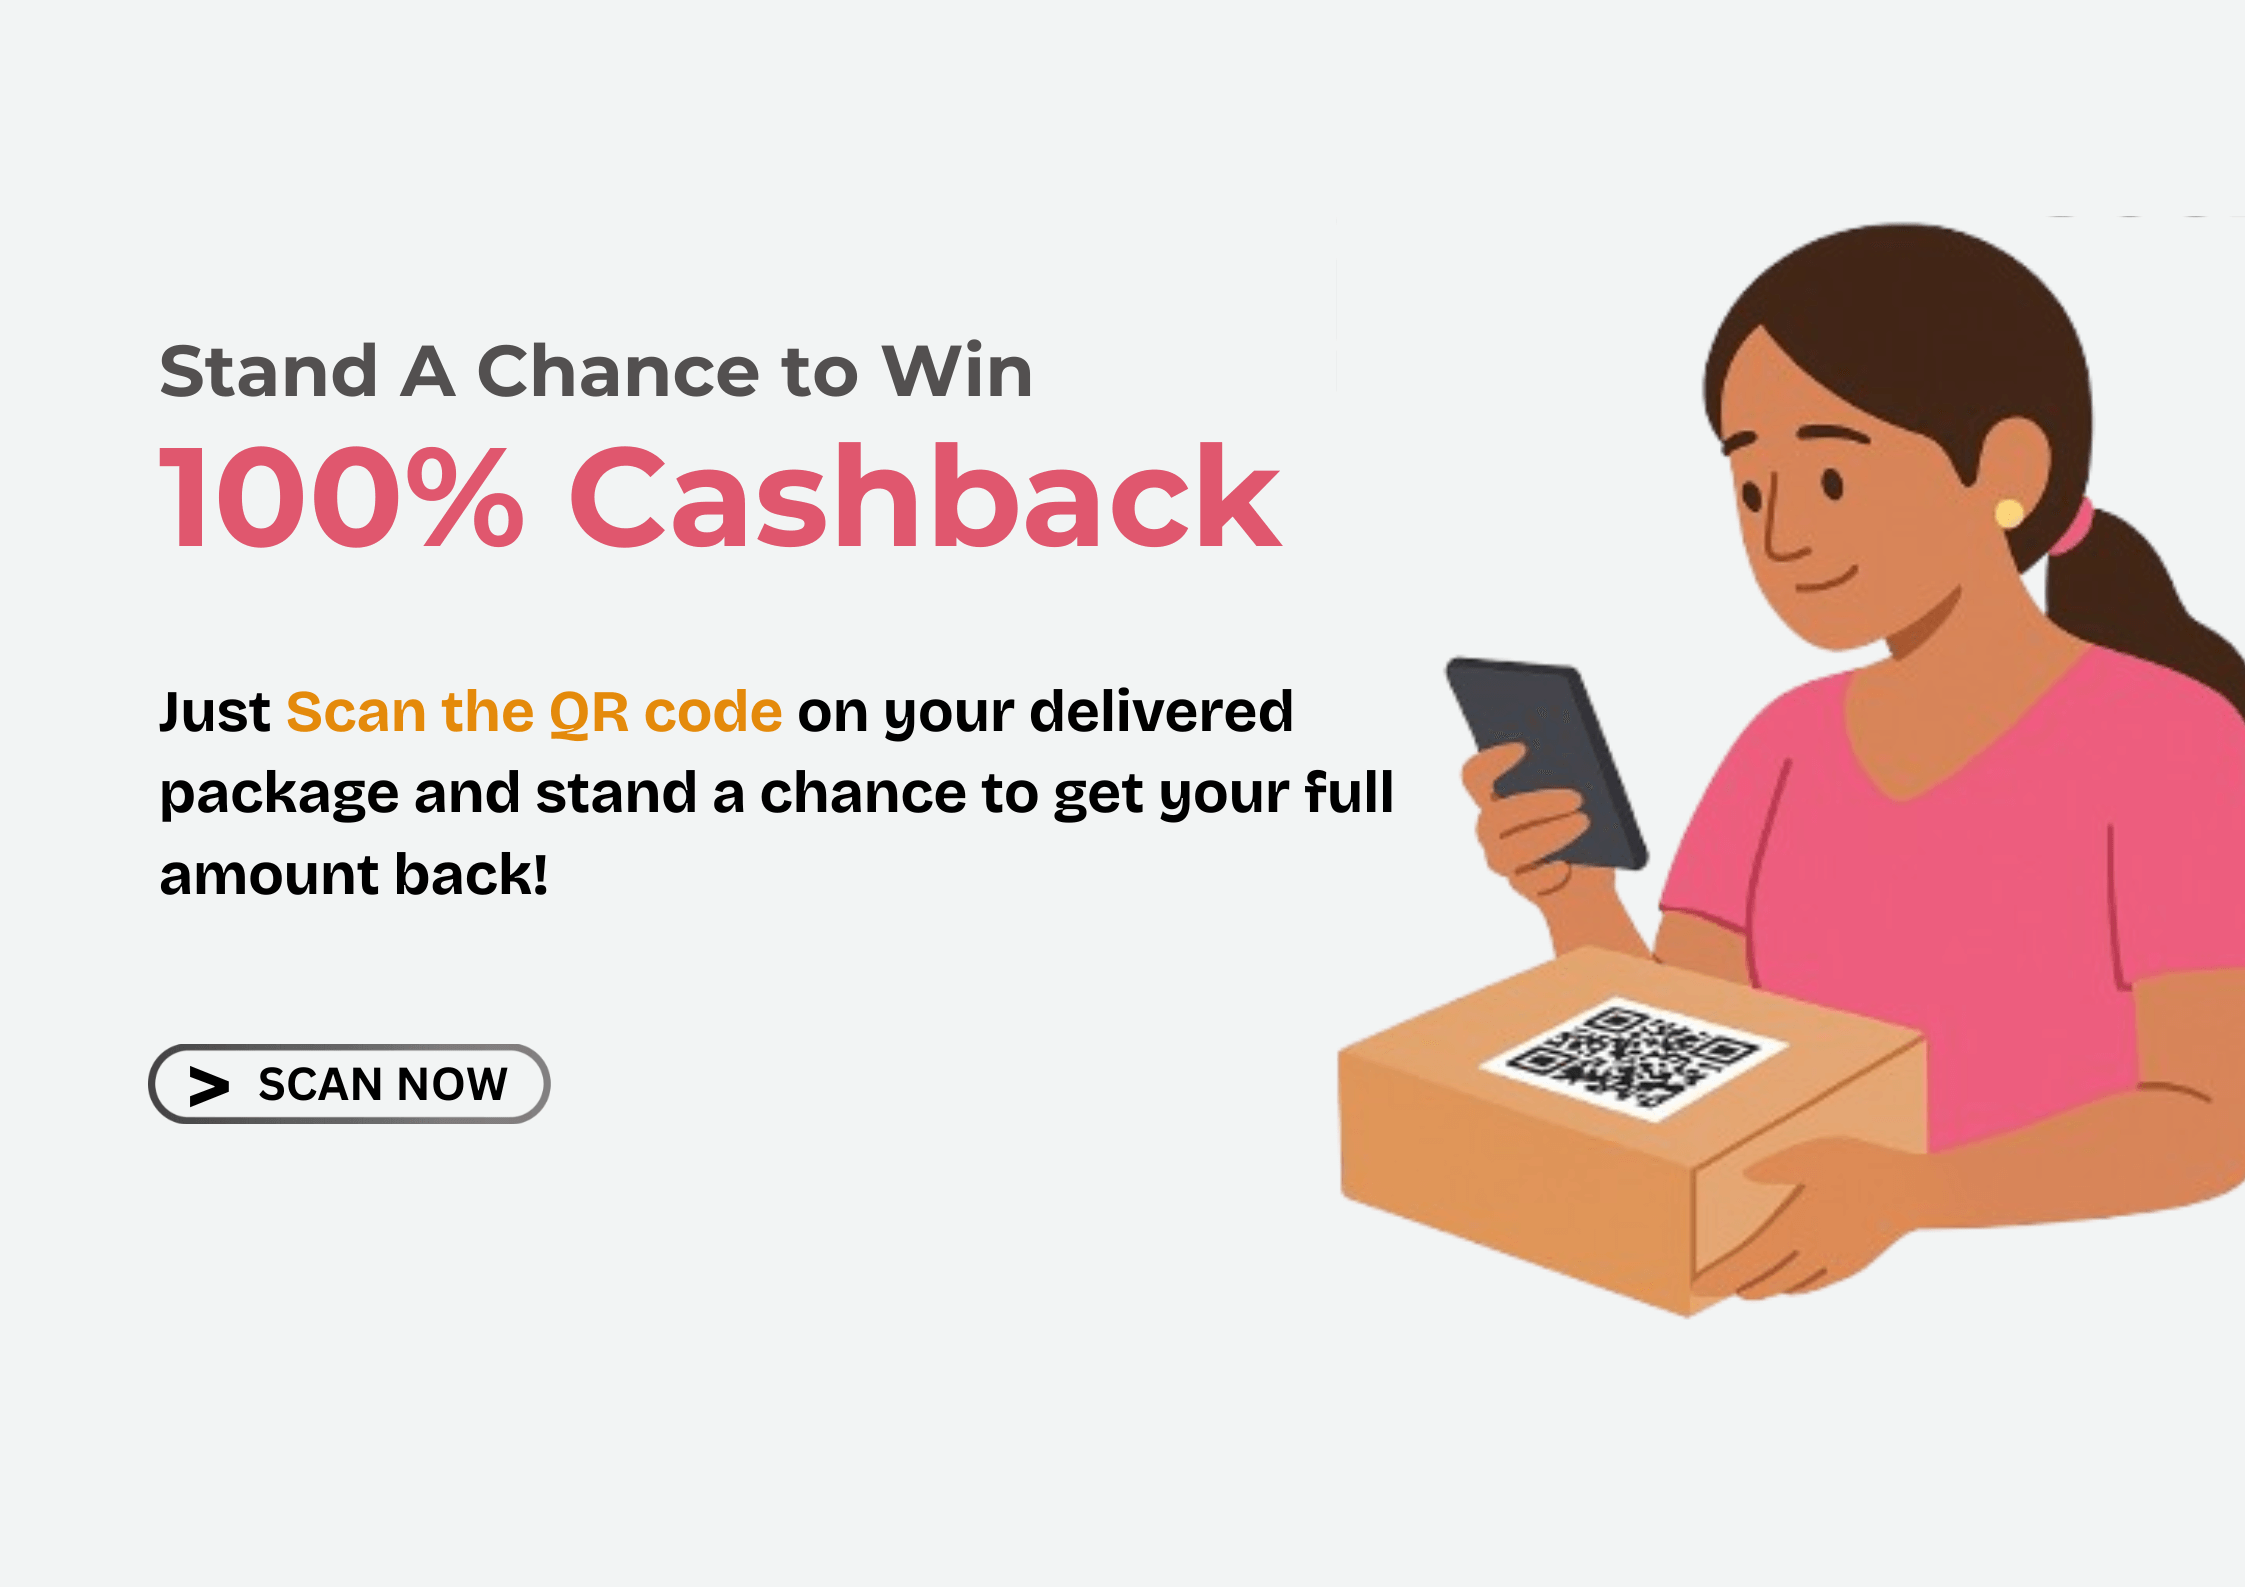 Stand A Chance to Win
100% Cashback
Just Scan the QR code on your delivered
package and stand a chance to get your full
amount back!
> SCAN NOW